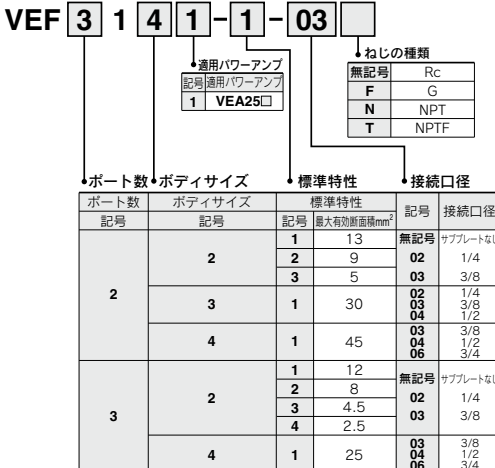 VEF 3 1 4 1 - 1 - 03
適用パワーアンプ
記号 適用パワーアンプ
1 VEA25□
ねじの種類
無記号 Rc
F G
N NPT
T NPTF
ポート数 ボディサイズ 標準特性 接続口径
ポート数 ボディサイズ 標準特性 記号 接続口径
記号 記号 記号 最大有効断面積mm²
2 2 1 13 無記号 サブプレートなし
2 9 02 1/4
3 5 03 3/8
3 1 30 02 1/4
03 3/8
04 1/2
4 1 45 03 3/8
04 1/2
06 3/4
3 2 1 12 無記号 サブプレートなし
2 8 02 1/4
3 4.5 03 3/8
4 2.5
4 1 25 03 3/8
04 1/2
06 3/4